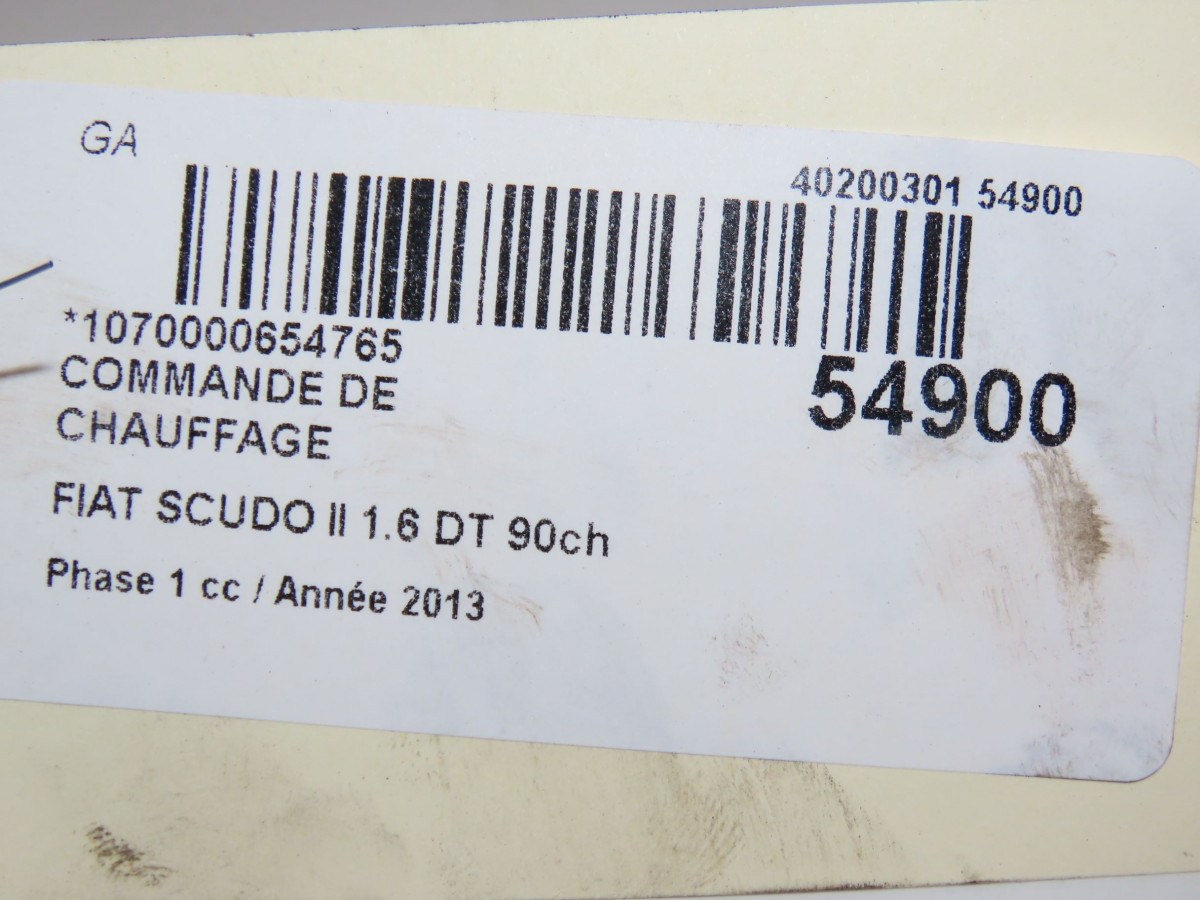 GA
40200301 54900
*1070000654765
54900
COMMANDE DE
CHAUFFAGE
FIAT SCUDO II 1.6 DT 90ch
Phase 1 cc / Année 2013